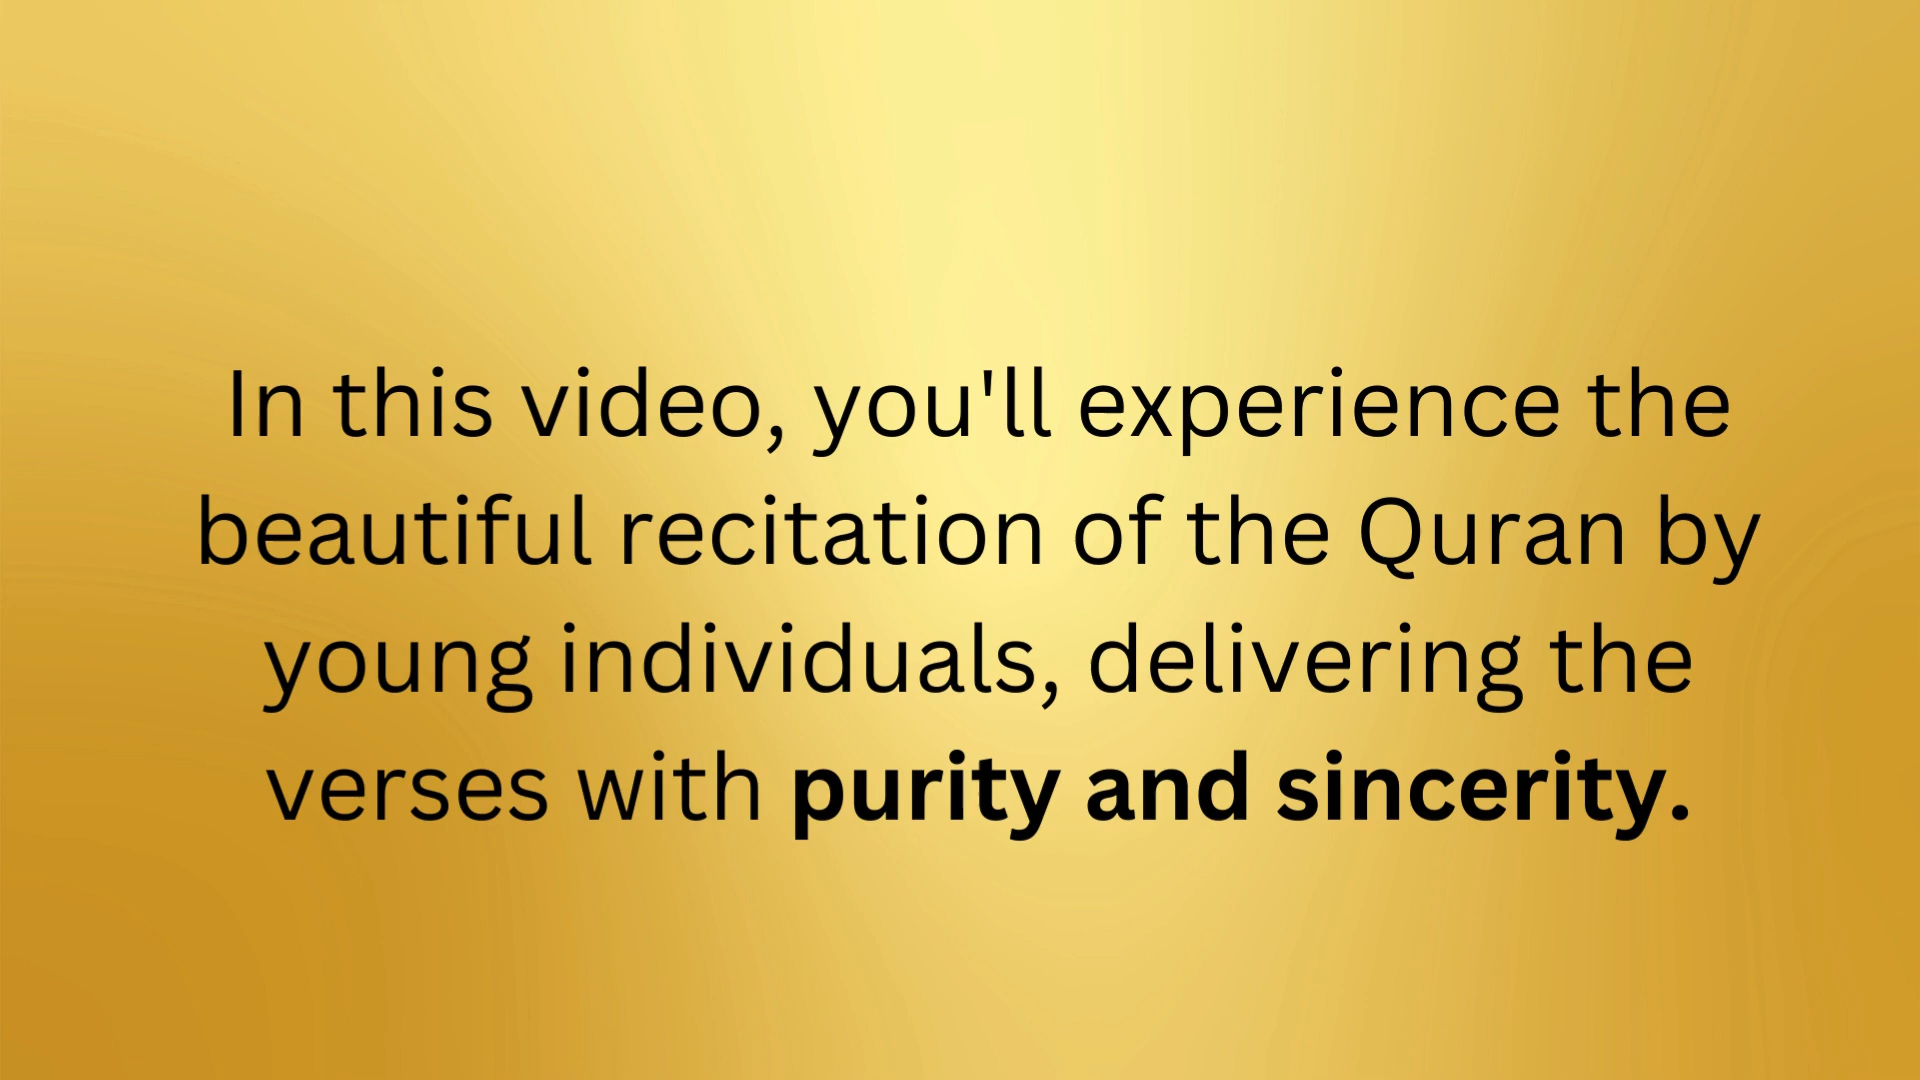 In this video, you'll experience the
beautiful recitation of the Quran by
young individuals, delivering the
verses with purity and sincerity.